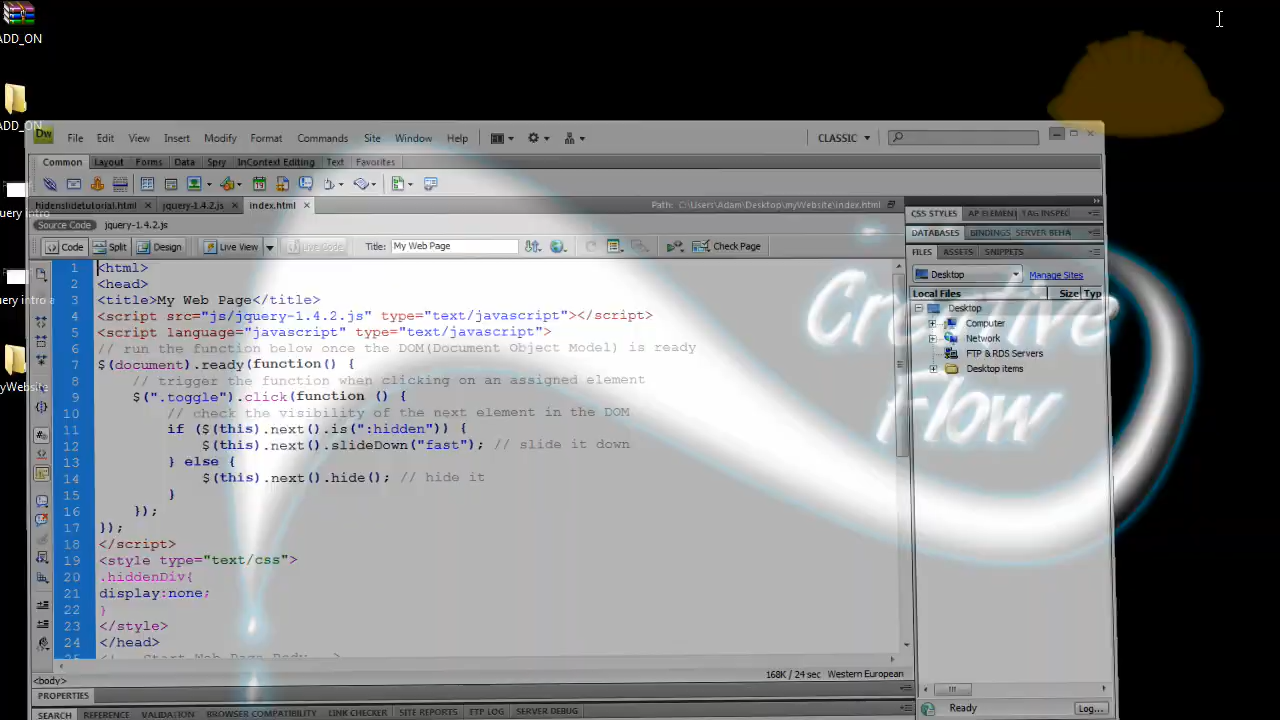 ADD_ON
ADD_ON
uery intro
uery intro a
myWebsite
Creative
Flow
Dw File Edit View Insert Modify Format Commands Site Window Help CLASSIC
Common Layout Forms Data Spry InContext Editing Text Favorites
hidenslidetutorial.html jquery-1.4.2.js index.html Path: C:\Users\Adam\Desktop\myWebsite\index.html
Source Code jquery-1.4.2.js
Code Split Design Live View Live Code Title: My Web Page Check Page
1 <html>
2 <head>
3 <title>My Web Page</title>
4 <script src="js/jquery-1.4.2.js" type="text/javascript"></script>
5 <script language="javascript" type="text/javascript">
6 // run the function below once the DOM(Document Object Model) is ready
7 $(document).ready(function() {
8 // trigger the function when clicking on an assigned element
9 $(".toggle").click(function () {
10 // check the visibility of the next element in the DOM
11 if ($(this).next().is(":hidden")) {
12 $(this).next().slideDown("fast"); // slide it down
13 } else {
14 $(this).next().hide(); // hide it
15 }
16 });
17 });
18 </script>
19 <style type="text/css">
20 .hiddenDiv{
21 display:none;
22 }
23 </style>
24 </head>
<!-- Start Web Page Body -->
<body>
168K / 24 sec Western European
PROPERTIES
SEARCH REFERENCE VALIDATION BROWSER COMPATIBILITY LINK CHECKER SITE REPORTS FTP LOG SERVER DEBUG
CSS STYLES AP ELEMENT TAG INSPEC
DATABASES BINDINGS SERVER BEHA
FILES ASSETS SNIPPETS
Desktop Manage Sites
Local Files Size Typ
Desktop
Computer
Network
FTP & RDS Servers
Desktop items
Ready Log...